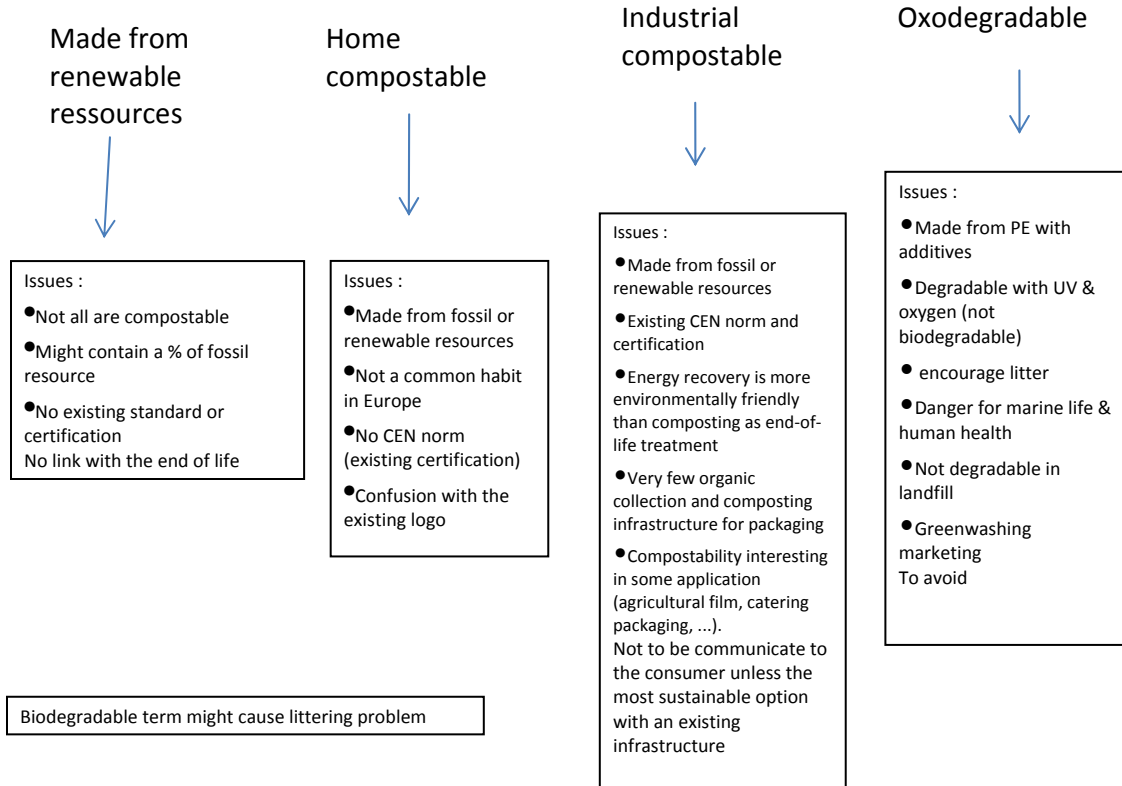 Made from
renewable
ressources
Home
compostable
Industrial
compostable
Oxodegradable
Issues :
●Not all are compostable
●Might contain a % of fossil
resource
●No existing standard or
certification
No link with the end of life
Issues :
●Made from fossil or
renewable resources
●Not a common habit
in Europe
●No CEN norm
(existing certification)
●Confusion with the
existing logo
Issues :
●Made from fossil or
renewable resources
●Existing CEN norm and
certification
●Energy recovery is more
environmentally friendly
than composting as end-of-
life treatment
●Very few organic
collection and composting
infrastructure for packaging
●Compostability interesting
in some application
(agricultural film, catering
packaging, ...).
Not to be communicate to
the consumer unless the
most sustainable option
with an existing
infrastructure
Issues :
●Made from PE with
additives
●Degradable with UV &
oxygen (not
biodegradable)
● encourage litter
●Danger for marine life &
human health
●Not degradable in
landfill
●Greenwashing
marketing
To avoid
Biodegradable term might cause littering problem